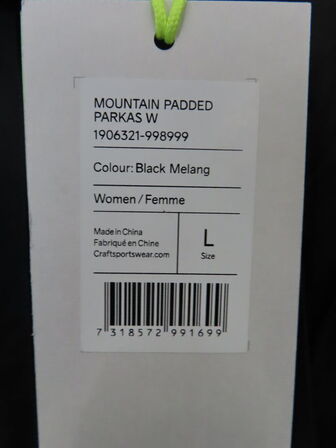 MOUNTAIN PADDED
PARKAS W
1906321-998999
Colour: Black Melang
Women / Femme
Made in China
Fabriqué en Chine
Craftsportswear.com
L
Size
7 318572 991699